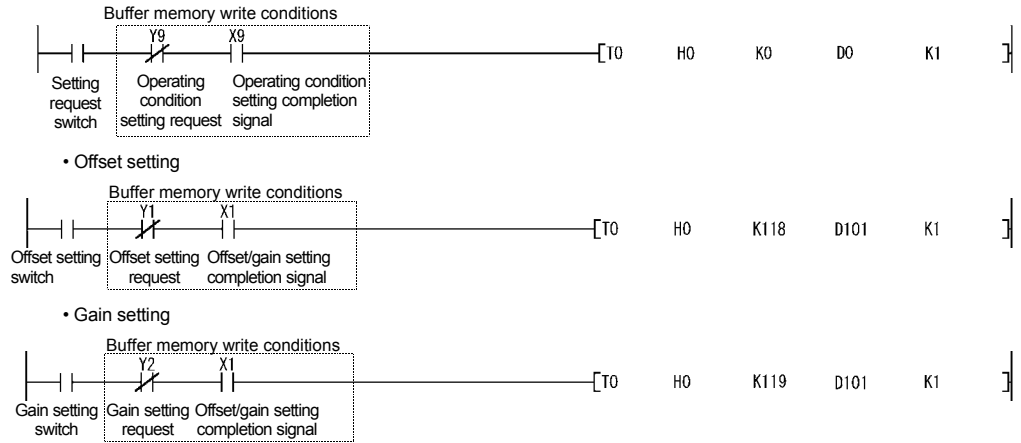 Buffer memory write conditions
Y9 X9
[TO H0 K0 D0 K1 ]
Setting request switch
Operating condition setting request
Operating condition setting completion signal
• Offset setting
Buffer memory write conditions
Y1 X1
[TO H0 K118 D101 K1 ]
Offset setting switch
Offset setting request
Offset/gain setting completion signal
• Gain setting
Buffer memory write conditions
Y2 X1
[TO H0 K119 D101 K1 ]
Gain setting switch
Gain setting request
Offset/gain setting completion signal